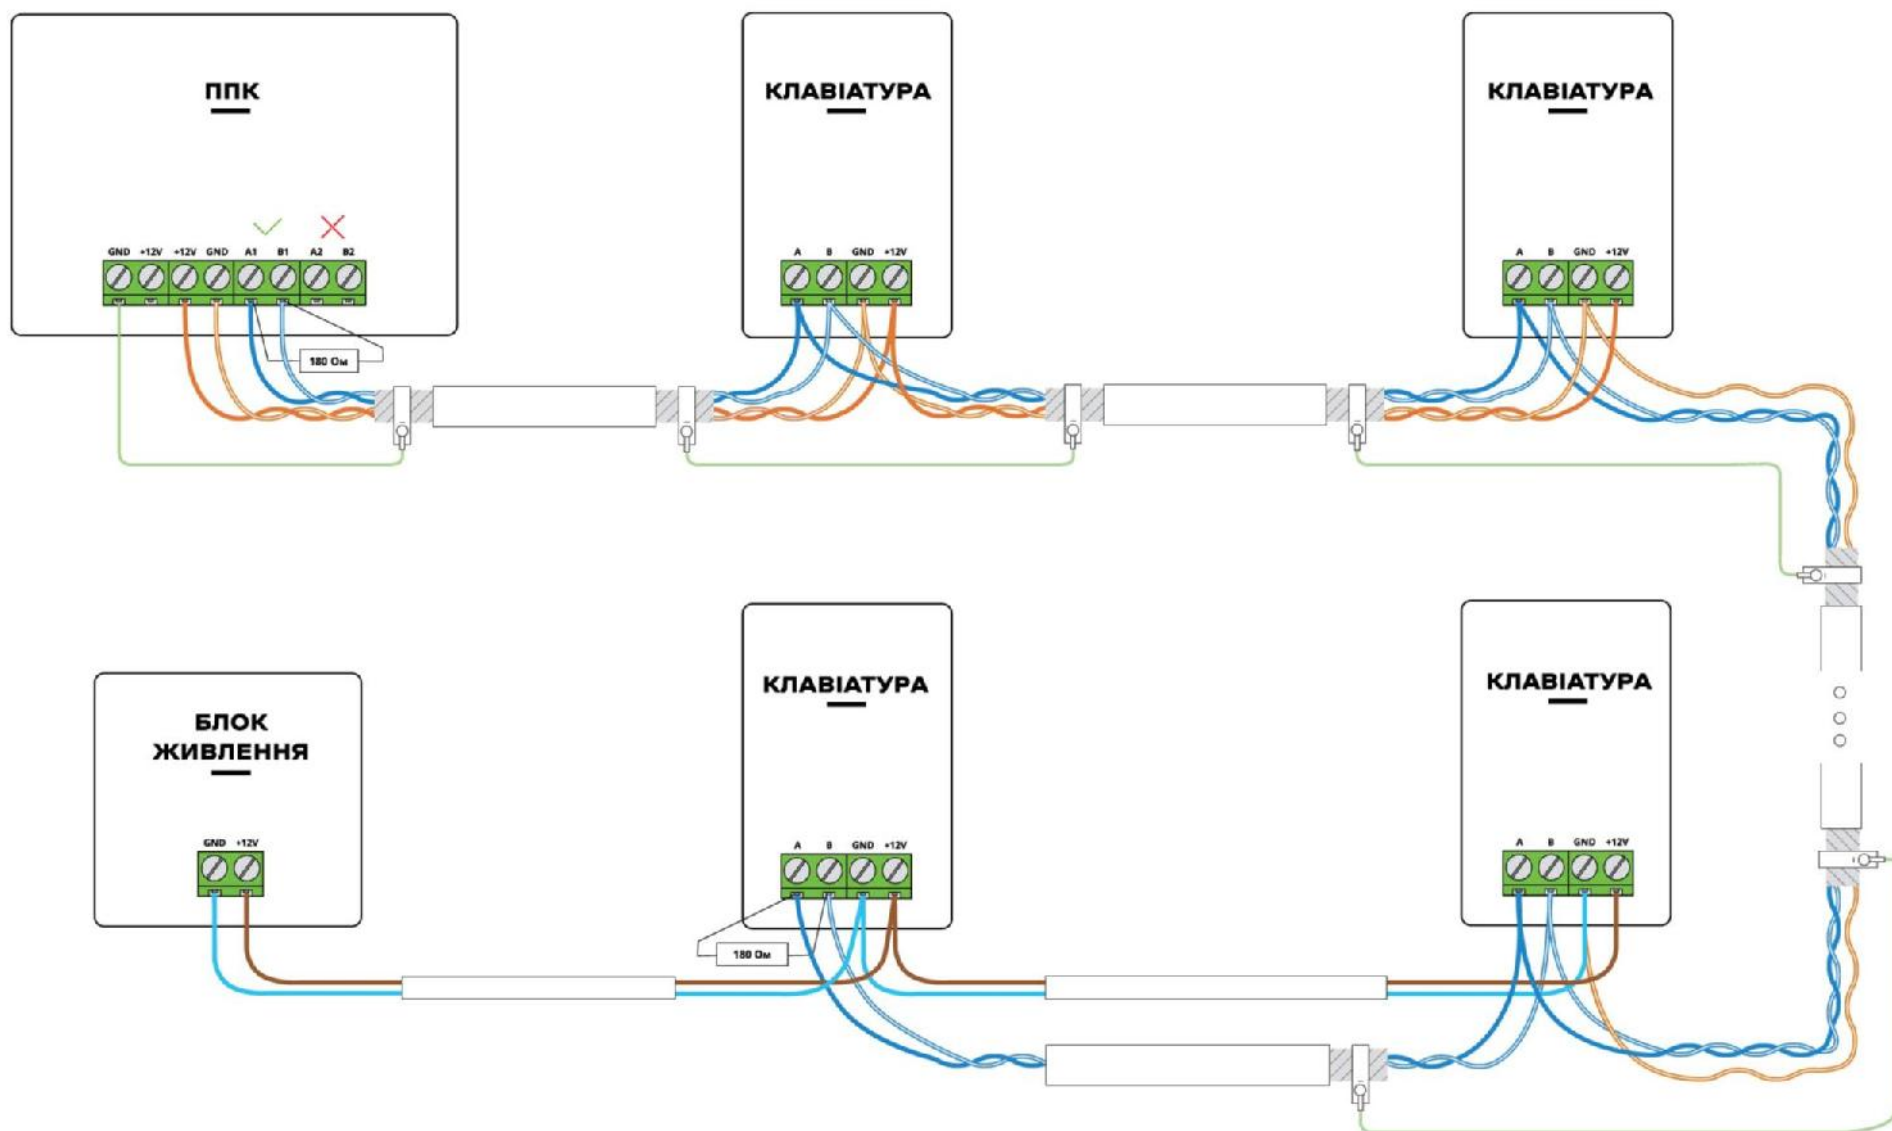 ППК
GND +12V +12V GND A1 B1 A2 B2
180 Ом
КЛАВІАТУРА
A B GND +12V
КЛАВІАТУРА
A B GND +12V
БЛОК
ЖИВЛЕННЯ
GND +12V
КЛАВІАТУРА
A B GND +12V
180 Ом
КЛАВІАТУРА
A B GND +12V